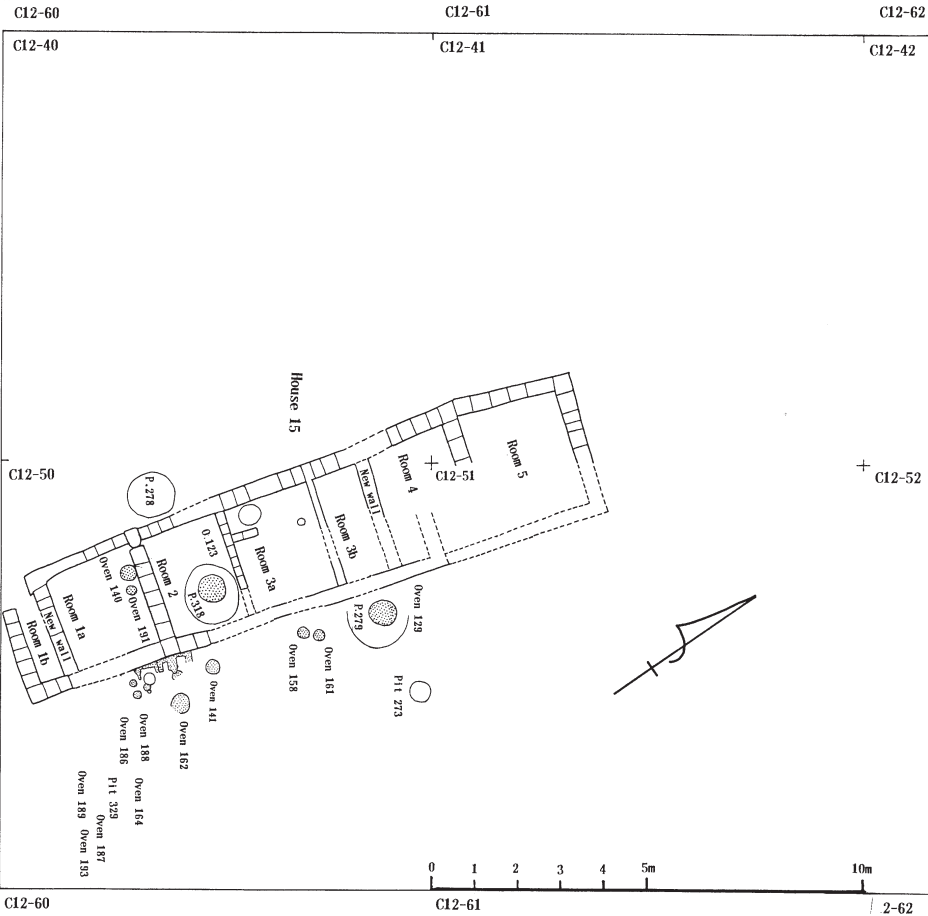 C12-60
C12-61
C12-62
C12-40
C12-41
C12-42
House 15
C12-50
C12-51
C12-52
Room 5
Room 4
New wall
Room 3b
Room 3a
O.123
P.278
Room 2
P.318
Oven 140
Oven 191
Room 1a
New wall
Room 1b
Oven 129
P.279
Oven 161
Oven 158
Pit 273
Oven 141
Oven 162
Oven 188
Oven 186
Oven 164
Pit 329
Oven 187
Oven 189
Oven 193
0 1 2 3 4 5m 10m
C12-60
C12-61
2-62